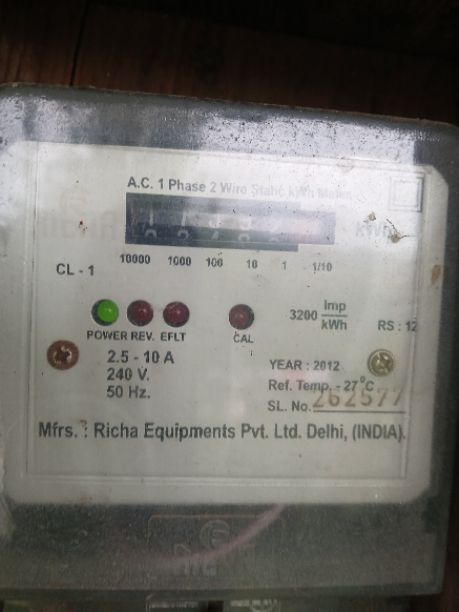 A.C. 1 Phase 2 Wire Static kWh Meter
CL - 1
10000 1000 100 10 1 1/10
3200 Imp/kWh
RS : 12
POWER REV. EFLT CAL
2.5 - 10 A
240 V.
50 Hz.
YEAR : 2012
Ref. Temp. - 27°C
SL. No. 262577
Mfrs. : Richa Equipments Pvt. Ltd. Delhi, (INDIA).